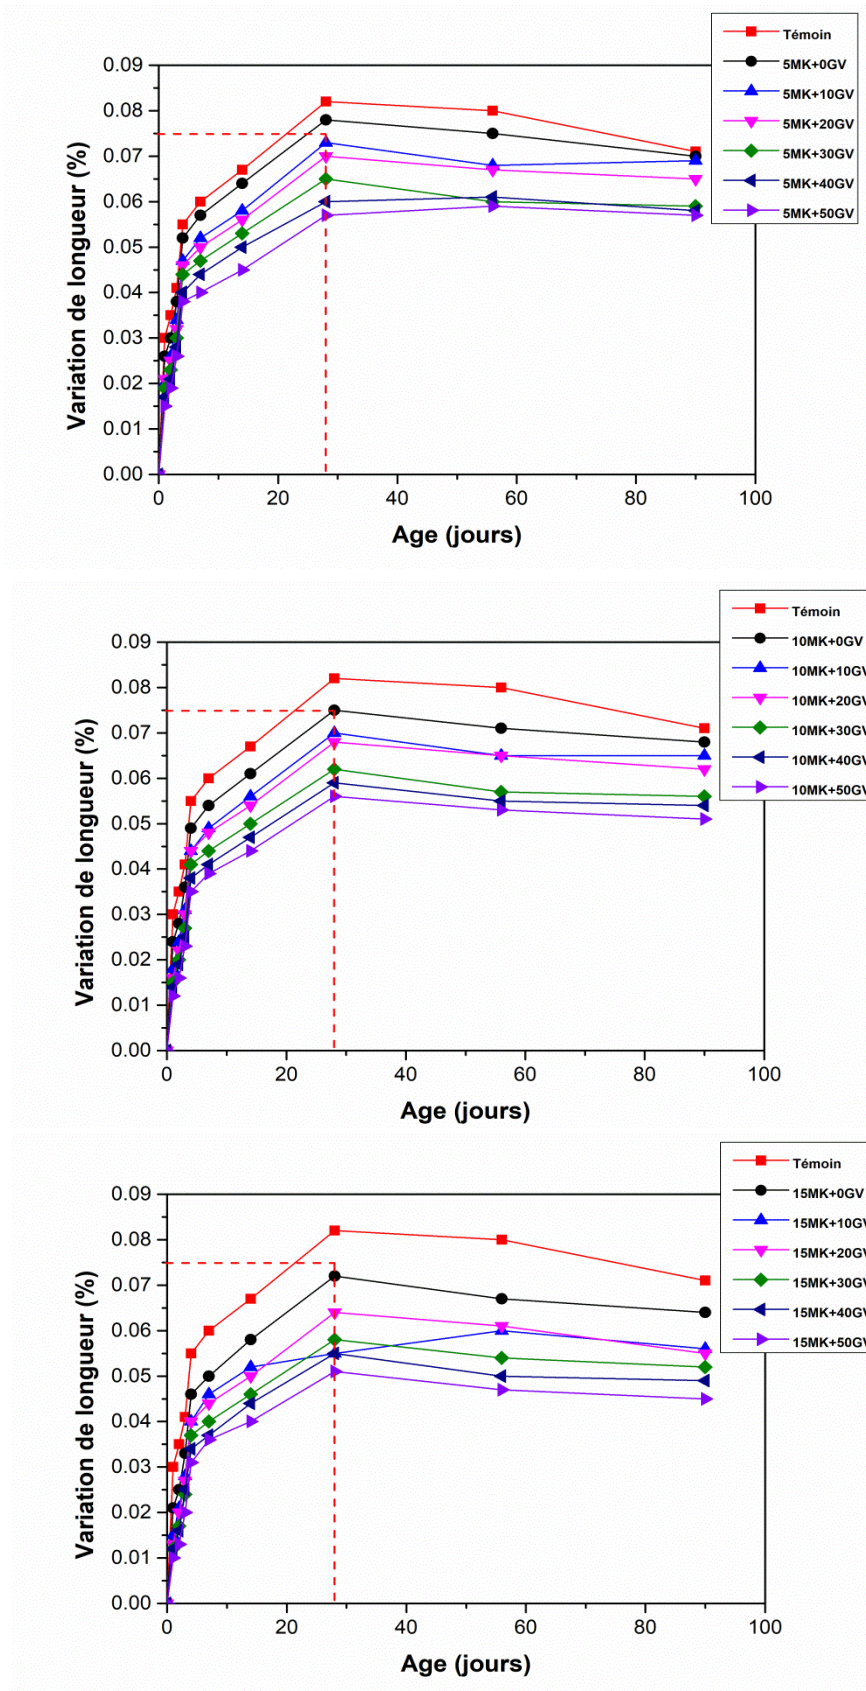 Témoin
5MK+0GV
5MK+10GV
5MK+20GV
5MK+30GV
5MK+40GV
5MK+50GV
0.09
0.08
0.07
0.06
0.05
0.04
0.03
0.02
0.01
0.00
Variation de longueur (%)
0 20 40 60 80 100
Age (jours)
Témoin
10MK+0GV
10MK+10GV
10MK+20GV
10MK+30GV
10MK+40GV
10MK+50GV
0.09
0.08
0.07
0.06
0.05
0.04
0.03
0.02
0.01
0.00
Variation de longueur (%)
0 20 40 60 80 100
Age (jours)
Témoin
15MK+0GV
15MK+10GV
15MK+20GV
15MK+30GV
15MK+40GV
15MK+50GV
0.09
0.08
0.07
0.06
0.05
0.04
0.03
0.02
0.01
0.00
Variation de longueur (%)
0 20 40 60 80 100
Age (jours)